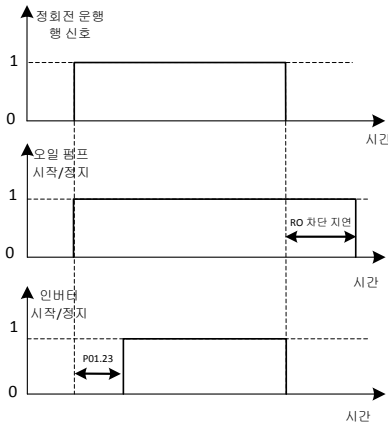 정회전 운행
행 신호
1
0
시간
오일 펌프
시작/정지
1
RO 차단 지연
0
시간
인버터
시작/정지
1
P01.23
0
시간